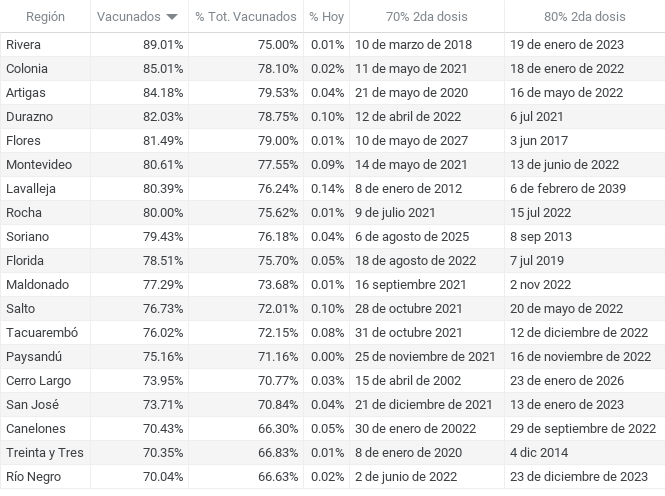 Región Vacunados % Tot. Vacunados % Hoy 70% 2da dosis 80% 2da dosis
Rivera 89.01% 75.00% 0.01% 10 de marzo de 2018 19 de enero de 2023
Colonia 85.01% 78.10% 0.02% 11 de mayo de 2021 18 de enero de 2022
Artigas 84.18% 79.53% 0.04% 21 de mayo de 2020 16 de mayo de 2022
Durazno 82.03% 78.75% 0.10% 12 de abril de 2022 6 jul 2021
Flores 81.49% 79.00% 0.01% 10 de mayo de 2027 3 jun 2017
Montevideo 80.61% 77.55% 0.09% 14 de mayo de 2021 13 de junio de 2022
Lavalleja 80.39% 76.24% 0.14% 8 de enero de 2012 6 de febrero de 2039
Rocha 80.00% 75.62% 0.01% 9 de julio 2021 15 jul 2022
Soriano 79.43% 76.18% 0.04% 6 de agosto de 2025 8 sep 2013
Florida 78.51% 75.70% 0.05% 18 de agosto de 2022 7 jul 2019
Maldonado 77.29% 73.68% 0.01% 16 septiembre 2021 2 nov 2022
Salto 76.73% 72.01% 0.10% 28 de octubre 2021 20 de mayo de 2022
Tacuarembó 76.02% 72.15% 0.08% 31 de octubre 2021 12 de diciembre de 2022
Paysandú 75.16% 71.16% 0.00% 25 de noviembre de 2021 16 de noviembre de 2022
Cerro Largo 73.95% 70.77% 0.03% 15 de abril de 2002 23 de enero de 2026
San José 73.71% 70.84% 0.04% 21 de diciembre de 2021 13 de enero de 2023
Canelones 70.43% 66.30% 0.05% 30 de enero de 20022 29 de septiembre de 2022
Treinta y Tres 70.35% 66.83% 0.01% 8 de enero de 2020 4 dic 2014
Río Negro 70.04% 66.63% 0.02% 2 de junio de 2022 23 de diciembre de 2023